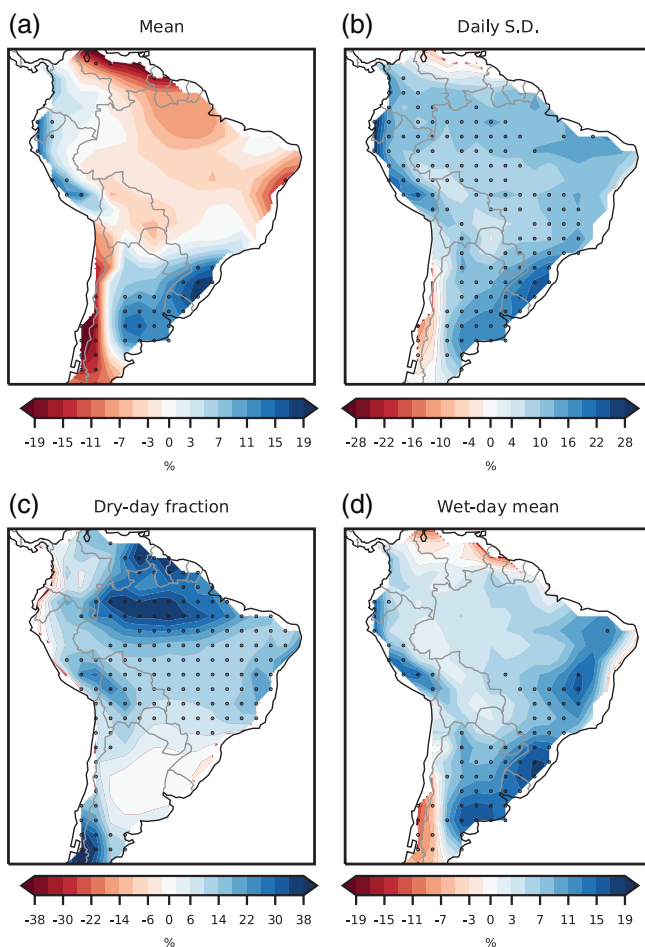 (a) Mean
(b) Daily S.D.
-19 -15 -11 -7 -3 0 3 7 11 15 19
%
-28 -22 -16 -10 -4 0 4 10 16 22 28
%
(c) Dry-day fraction
(d) Wet-day mean
-38 -30 -22 -14 -6 0 6 14 22 30 38
%
-19 -15 -11 -7 -3 0 3 7 11 15 19
%